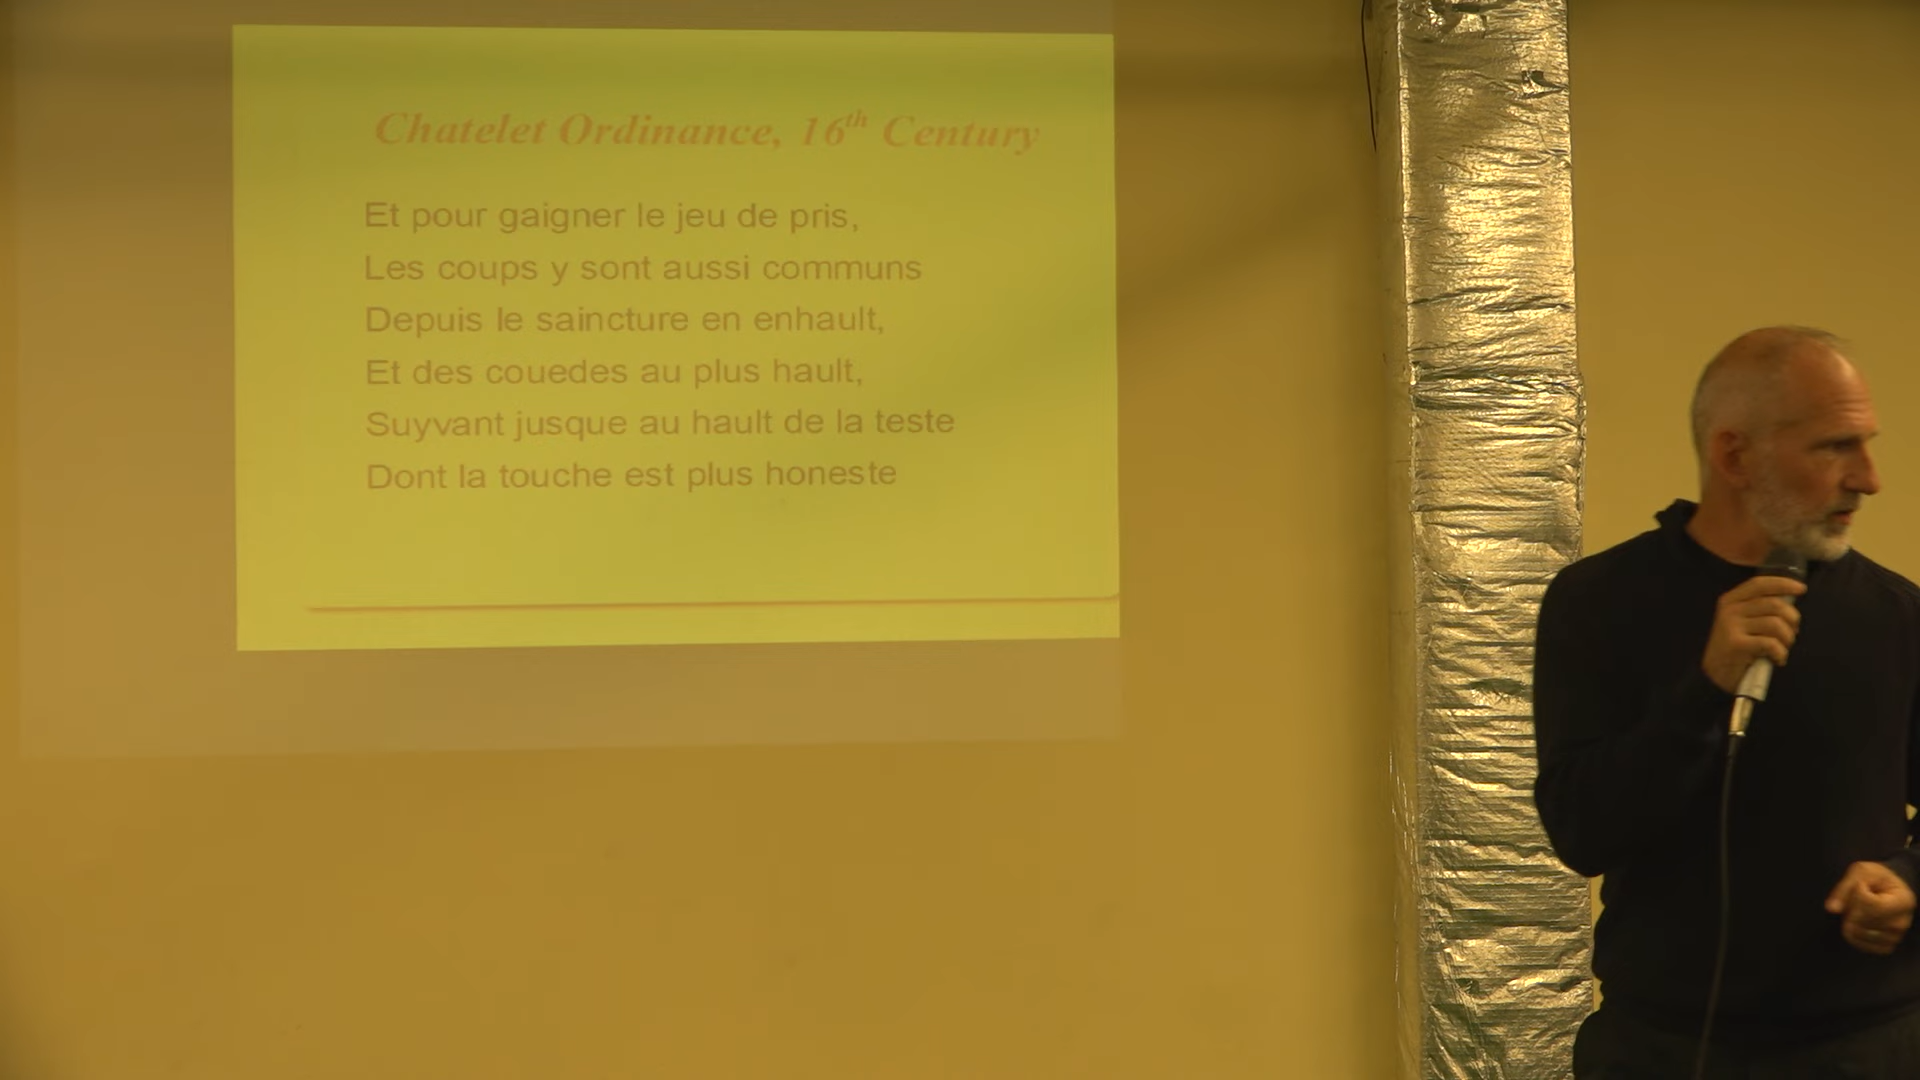 Chatelet Ordinance, 16th Century
Et pour gaigner le jeu de pris,
Les coups y sont aussi communs
Depuis le saincture en enhault,
Et des couedes au plus hault,
Suyvant jusque au hault de la teste
Dont la touche est plus honeste